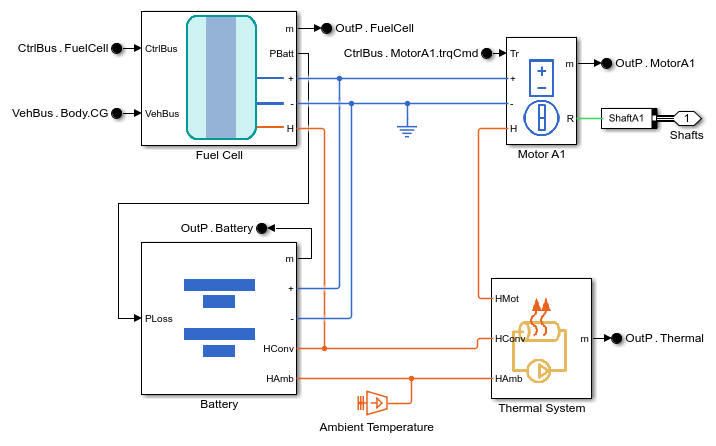 m
OutP . FuelCell
CtrlBus . FuelCell
CtrlBus
PBatt
CtrlBus . MotorA1.trqCmd
Tr
m
OutP . MotorA1
+
+
-
-
VehBus . Body.CG
VehBus
H
H
R
ShaftA1
1
Shafts
Fuel Cell
Motor A1
OutP . Battery
m
+
HMot
PLoss
-
HConv
HConv
m
OutP . Thermal
HAmb
HAmb
Battery
Thermal System
Ambient Temperature